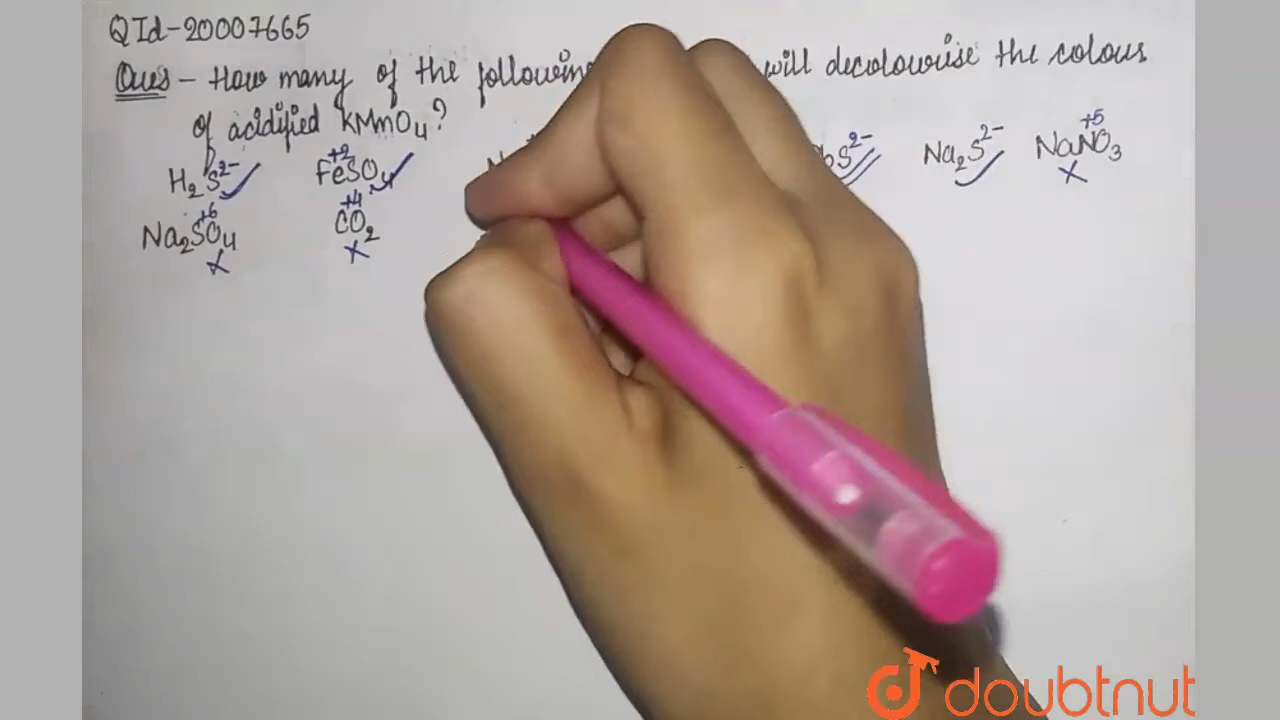 QId-20007665
Ques - How many of the following will decolourise the colour
of acidified KMnO4?
H2S2- ✓ FeSO4 +2 ✓ S2- ✓ Na2S2- ✓ NaNO3 +5 ×
Na2SO4 +6 × CO2 +4 ×
doubtnut